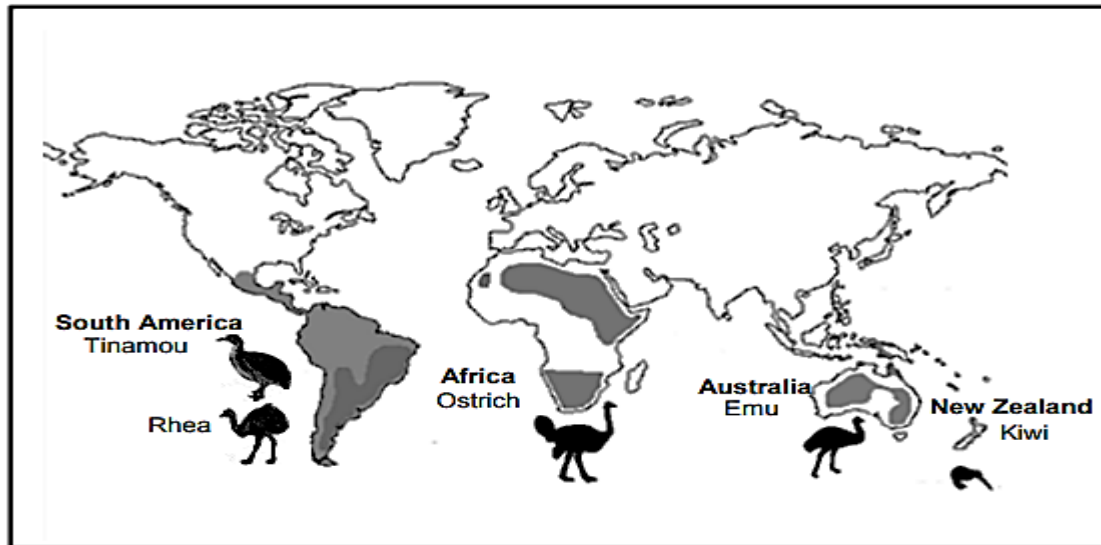 South America
Tinamou
Rhea
Africa
Ostrich
Australia
Emu
New Zealand
Kiwi